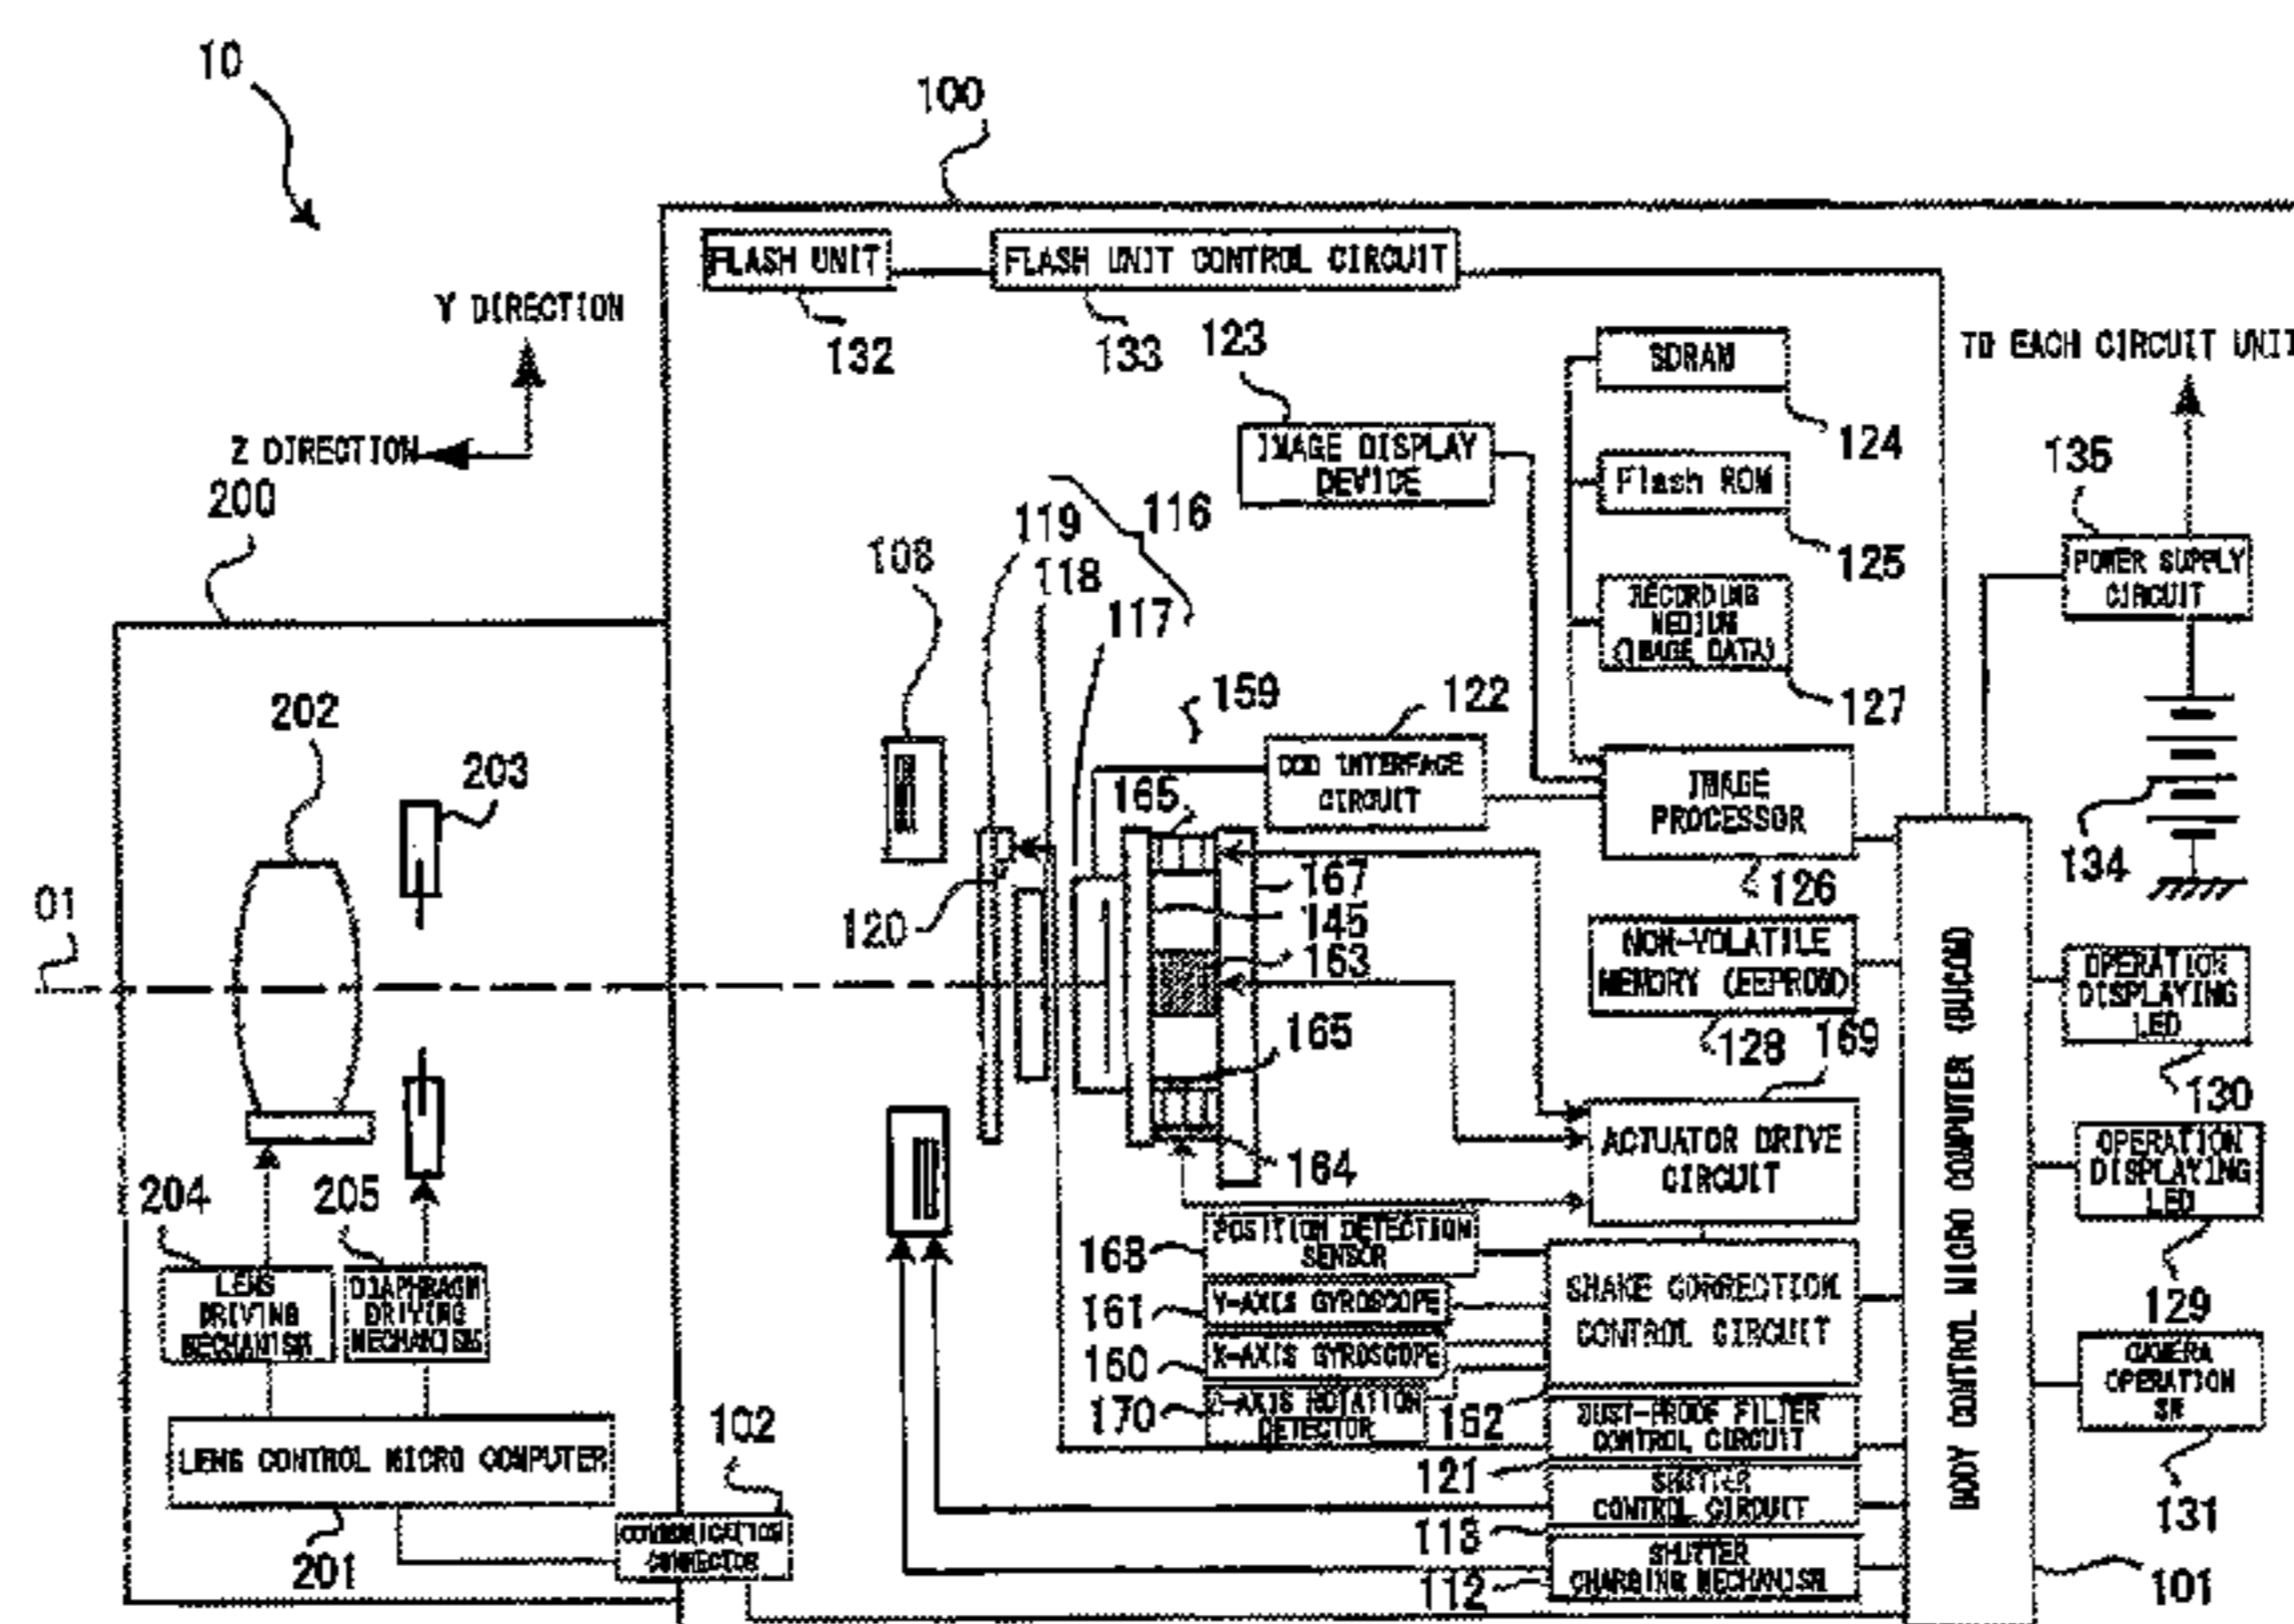 10
100
FLASH UNIT
FLASH UNIT CONTROL CIRCUIT
132
133
Y DIRECTION
Z DIRECTION
123
IMAGE DISPLAY
DEVICE
SDRAM
124
Flash ROM
125
RECORDING
MEDIUM
(IMAGE DATA)
127
TO EACH CIRCUIT UNIT
135
POWER SUPPLY
CIRCUIT
134
200
119
116
118
117
108
159
122
CCD INTERFACE
CIRCUIT
IMAGE
PROCESSOR
126
202
203
165
167
145
163
165
164
120
O1
NON-VOLATILE
MEMORY (EEPROM)
128
169
ACTUATOR DRIVE
CIRCUIT
BODY CONTROL MICRO COMPUTER (BUCOM)
OPERATION
DISPLAYING
LED
130
OPERATION
DISPLAYING
LED
129
CAMERA
OPERATION
SW
131
101
204
205
LENS
DRIVING
MECHANISM
DIAPHRAGM
DRIVING
MECHANISM
168
POSITION DETECTION
SENSOR
161
Y-AXIS GYROSCOPE
160
X-AXIS GYROSCOPE
170
Z-AXIS ROTATION
DETECTOR
SHAKE CORRECTION
CONTROL CIRCUIT
162
DUST-PROOF FILTER
CONTROL CIRCUIT
121
SHUTTER
CONTROL CIRCUIT
113
SHUTTER
CHARGING MECHANISM
112
LENS CONTROL MICRO COMPUTER
201
102
COMMUNICATION
CONNECTOR